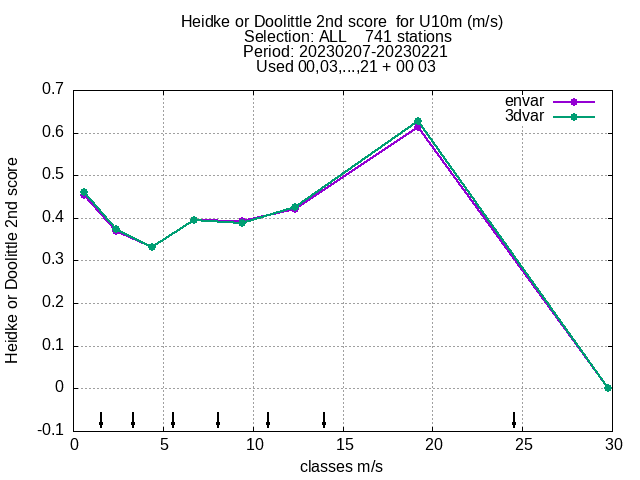 Heidke or Doolittle 2nd score  for U10m (m/s)
Selection: ALL    741 stations
Period: 20230207-20230221
Used 00,03,...,21 + 00 03
envar
3dvar
Heidke or Doolittle 2nd score
0.7
0.6
0.5
0.4
0.3
0.2
0.1
0
-0.1
0 5 10 15 20 25 30
classes m/s